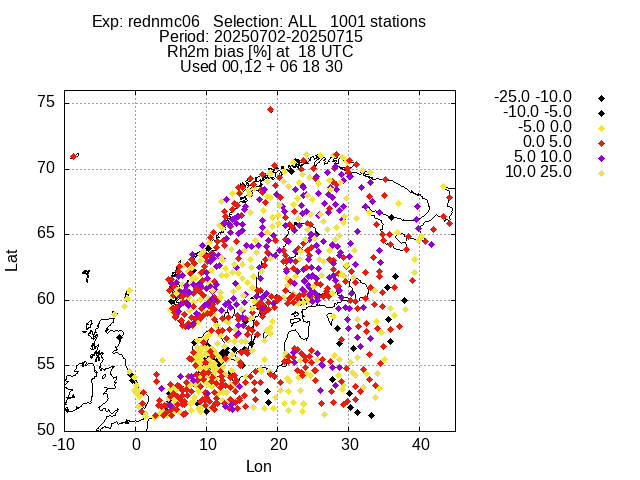 Exp: rednmc06   Selection: ALL   1001 stations
Period: 20250702-20250715
Rh2m bias [%] at  18 UTC
Used 00,12 + 06 18 30
-25.0 -10.0
-10.0 -5.0
-5.0 0.0
0.0 5.0
5.0 10.0
10.0 25.0
75
70
65
60
55
50
Lat
-10 0 10 20 30 40
Lon